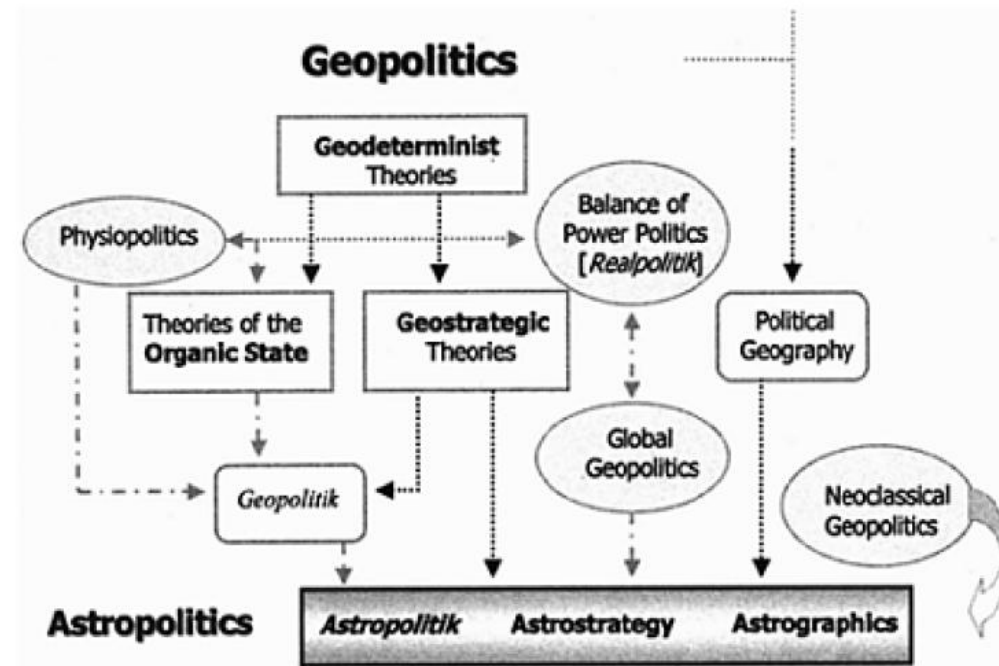 Geopolitics
Geodeterminist
Theories
Physiopolitics
Balance of
Power Politics
[Realpolitik]
Theories of the
Organic State
Geostrategic
Theories
Political
Geography
Global
Geopolitics
Geopolitik
Neoclassical
Geopolitics
Astropolitics
Astropolitik
Astrostrategy
Astrographics